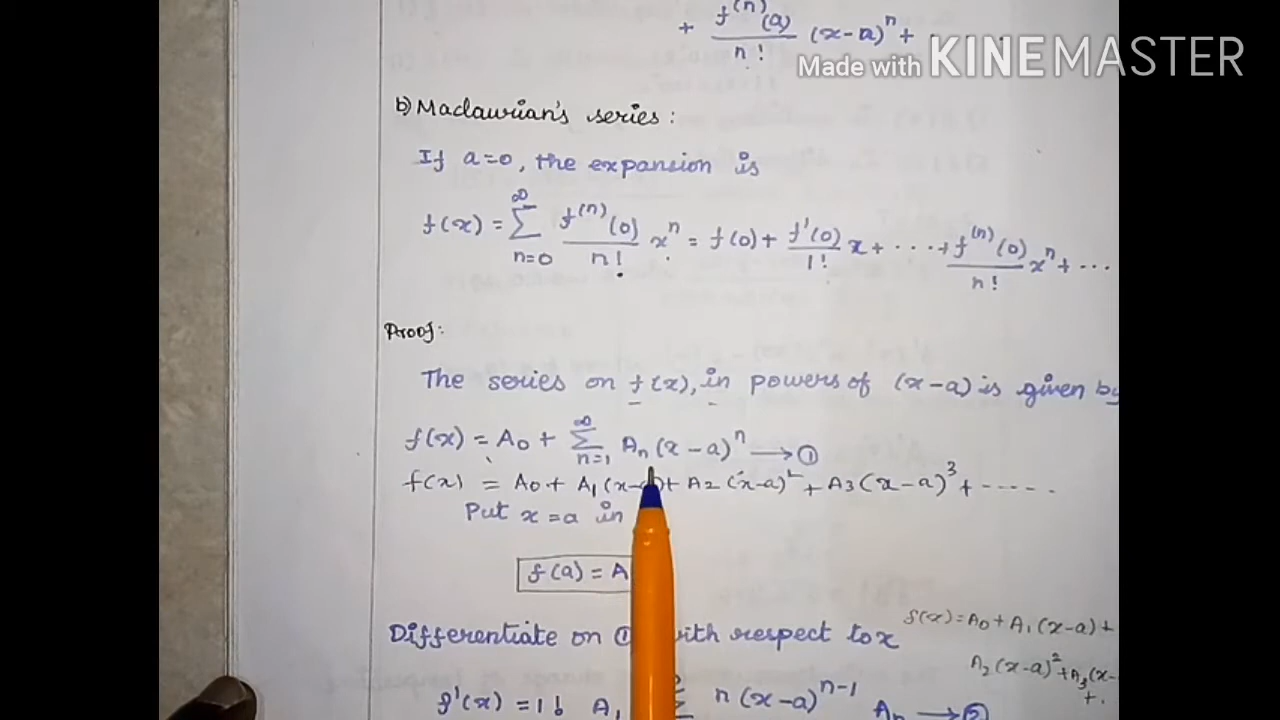 + f^(n)(a)/n! (x-a)^n + ....
Made with KINEMASTER
b) Maclaurian's series:
If a=0, the expansion is
f(x) = ∞∑n=0 f^(n)(0)/n! x^n = f(0) + f'(0)/1! x + ... + f^(n)(0)/n! x^n + ...
Proof:
The series on f(x), in powers of (x-a) is given by
f(x) = A0 + ∞∑n=1 An (x-a)^n → ①
f(x) = A0 + A1 (x- + A2 (x-a)^2 + A3 (x-a)^3 + -----
Put x=a in
f(a) = A
Differentiate on ① with respect to x
f(x) = A0 + A1 (x-a) +
A2 (x-a)^2 + A3 (x-
+.
f'(x) = 1! A1 n (x-a)^n-1 An → ②